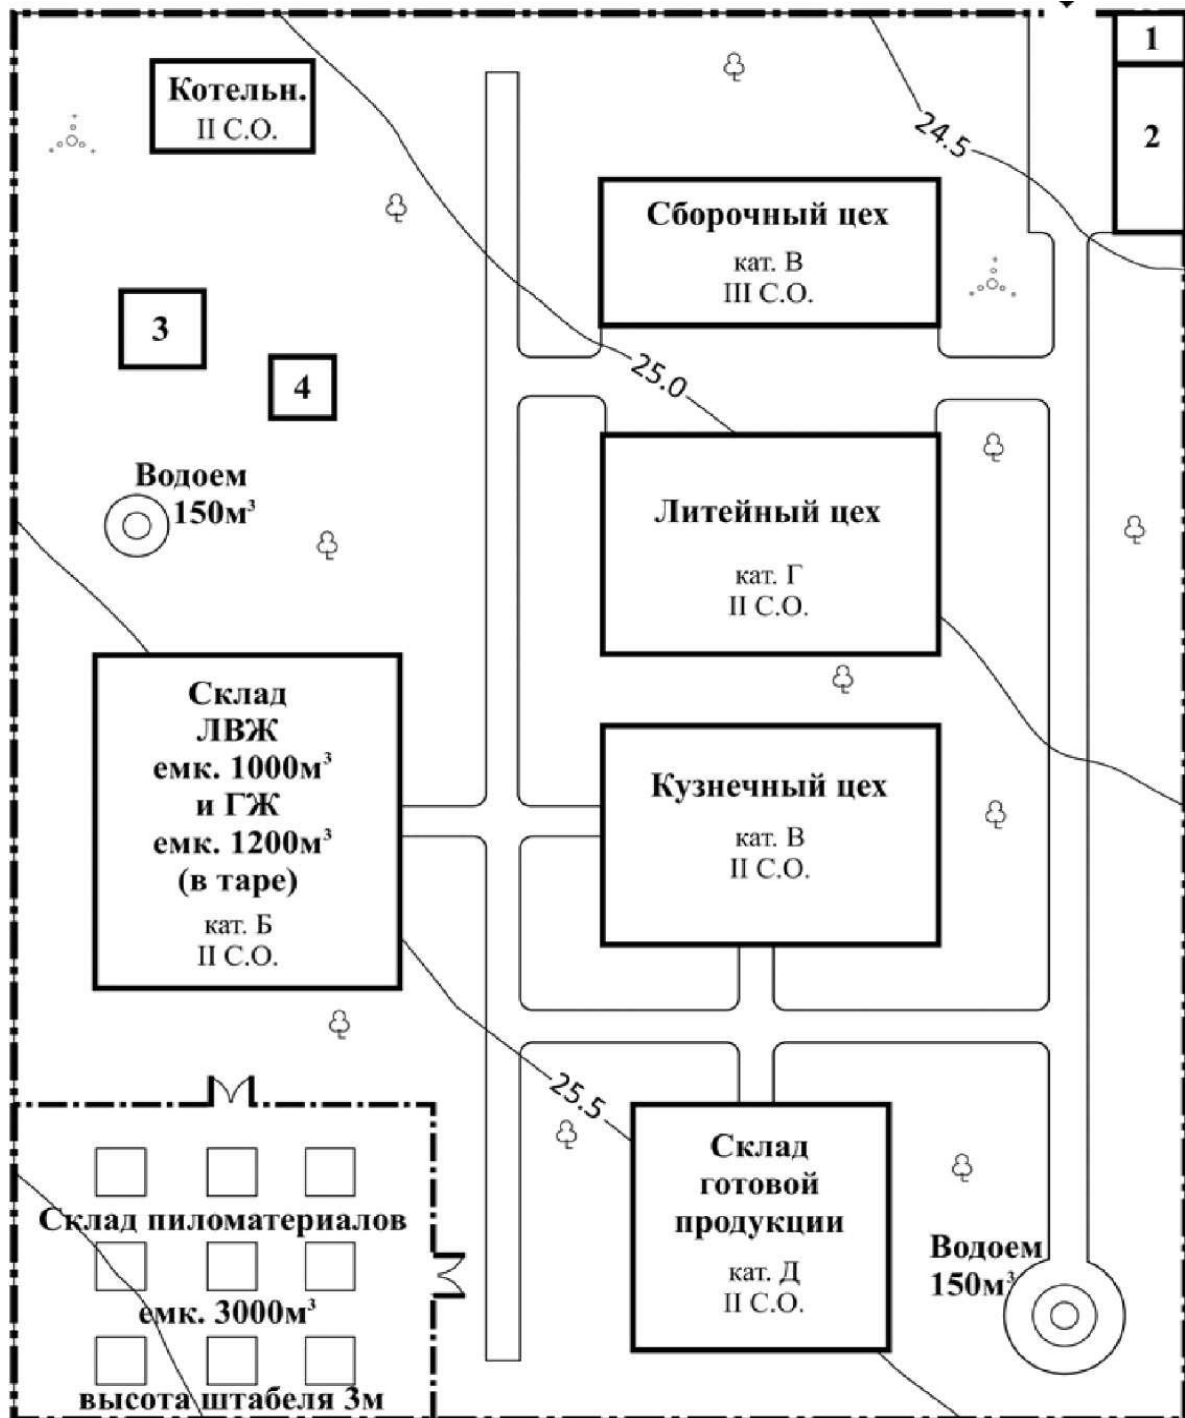 1
Котельн.
II С.О.
24.5
2
Сборочный цех
кат. В
III С.О.
3
4
25.0
Водоем
150м³
Литейный цех
кат. Г
II С.О.
Склад
ЛВЖ
емк. 1000м³
и ГЖ
емк. 1200м³
(в таре)
кат. Б
II С.О.
Кузнечный цех
кат. В
II С.О.
25.5
Склад пиломатериалов
емк. 3000м³
высота штабеля 3м
Склад
готовой
продукции
кат. Д
II С.О.
Водоем
150м³